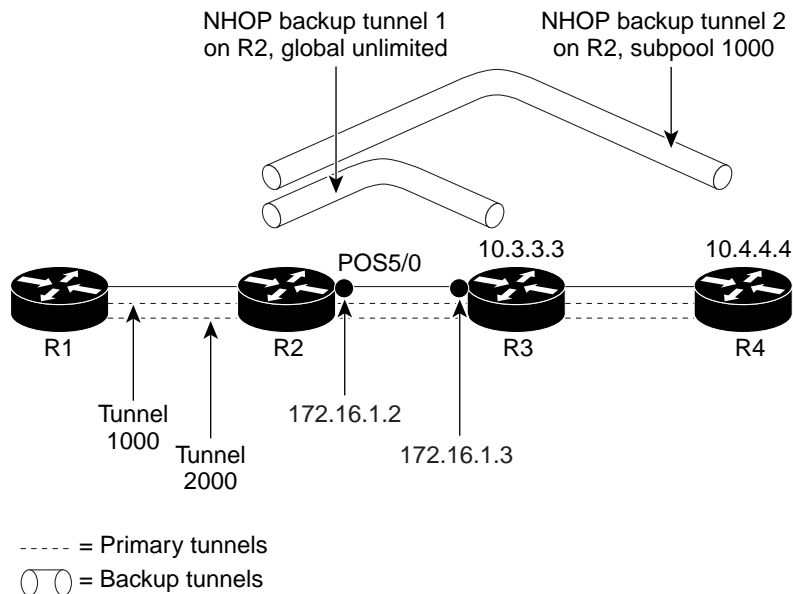 NHOP backup tunnel 1
on R2, global unlimited
NHOP backup tunnel 2
on R2, subpool 1000
POS5/0
10.3.3.3
10.4.4.4
R1
R2
R3
R4
Tunnel
1000
Tunnel
2000
172.16.1.2
172.16.1.3
= Primary tunnels
= Backup tunnels